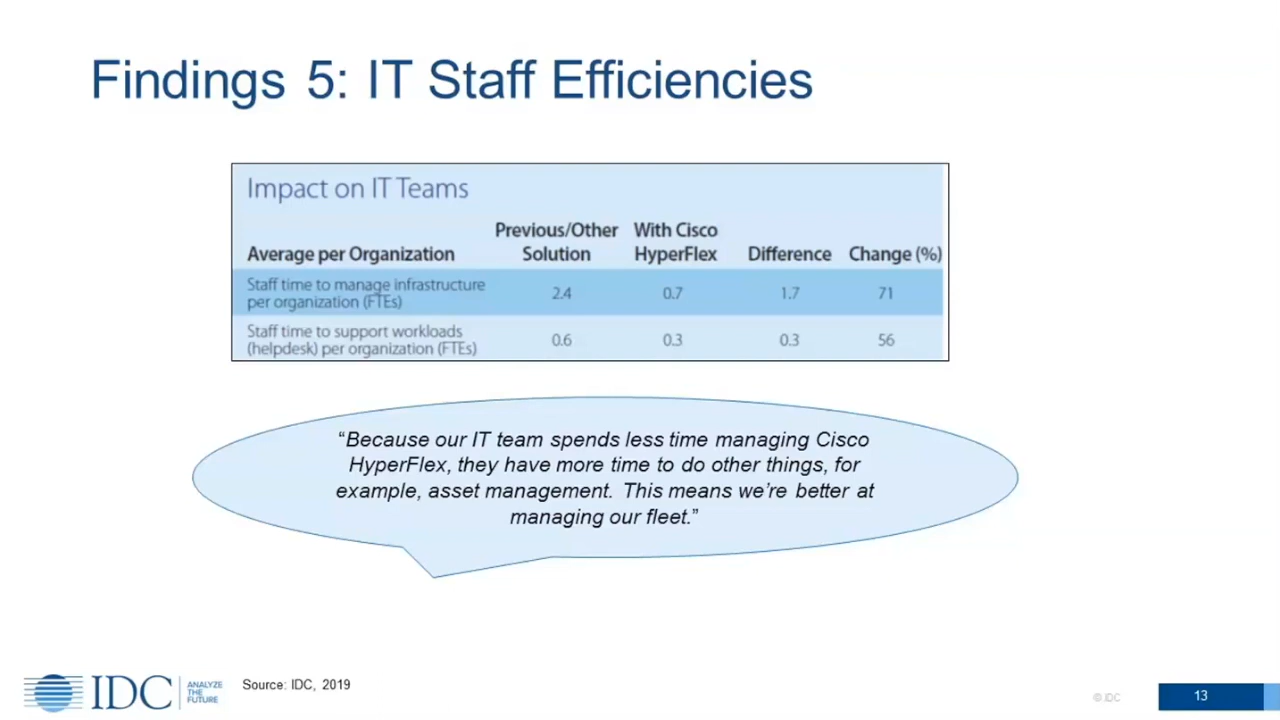 Findings 5: IT Staff Efficiencies
Impact on IT Teams
Average per Organization Previous/Other Solution With Cisco HyperFlex Difference Change (%)
Staff time to manage infrastructure per organization (FTEs) 2.4 0.7 1.7 71
Staff time to support workloads (helpdesk) per organization (FTEs) 0.6 0.3 0.3 56
“Because our IT team spends less time managing Cisco
HyperFlex, they have more time to do other things, for
example, asset management. This means we’re better at
managing our fleet.”
IDC
ANALYZE
THE
FUTURE
Source: IDC, 2019
© IDC
13